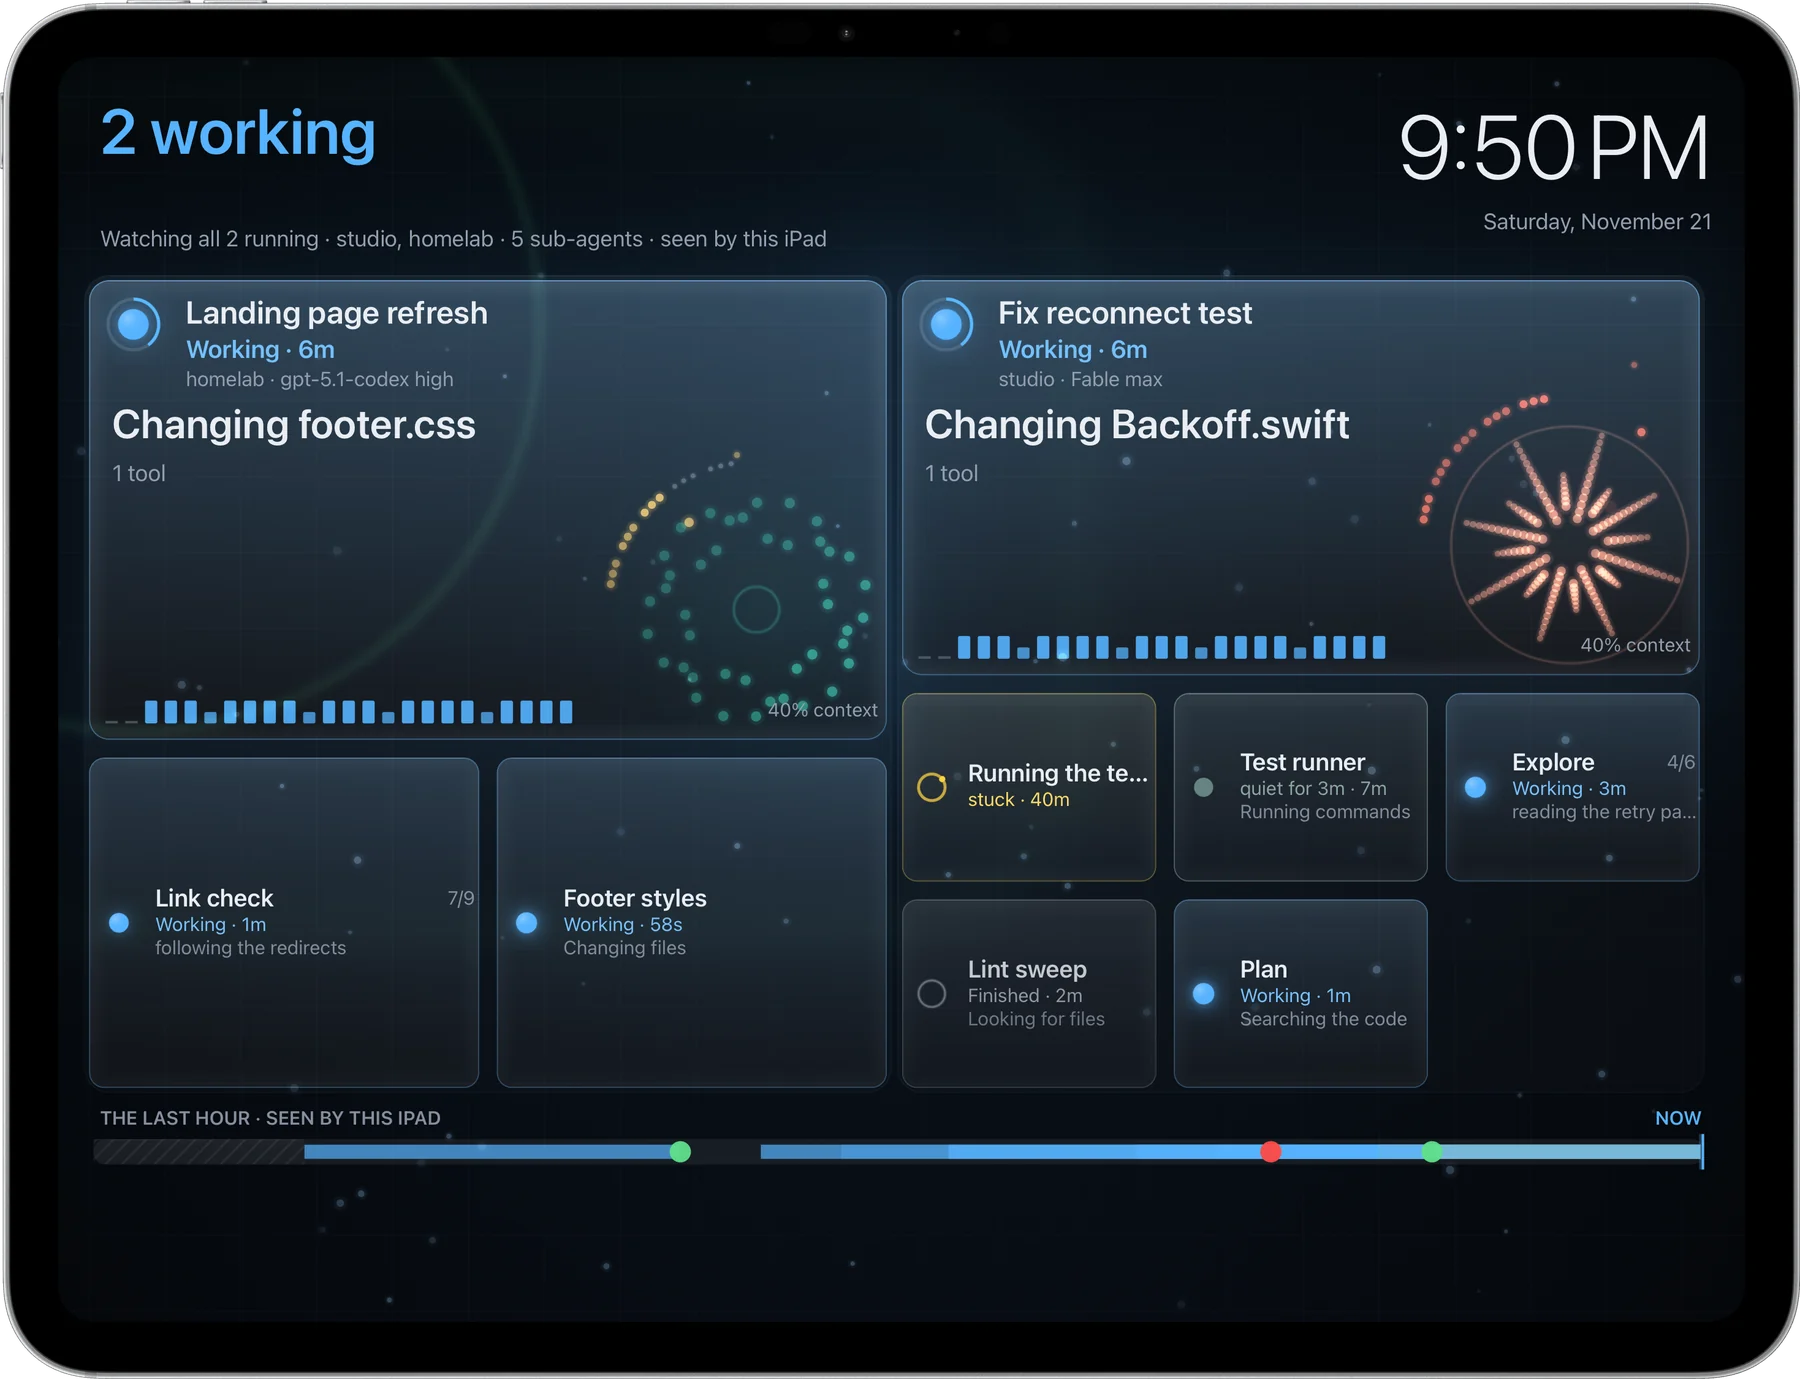 2 working
9:50 PM
Saturday, November 21
Watching all 2 running · studio, homelab · 5 sub-agents · seen by this iPad
Landing page refresh
Working · 6m
homelab · gpt-5.1-codex high
Changing footer.css
1 tool
40% context
Fix reconnect test
Working · 6m
studio · Fable max
Changing Backoff.swift
1 tool
40% context
Link check
7/9
Working · 1m
following the redirects
Footer styles
Working · 58s
Changing files
Running the te...
stuck · 40m
Test runner
quiet for 3m · 7m
Running commands
Explore
4/6
Working · 3m
reading the retry pa...
Lint sweep
Finished · 2m
Looking for files
Plan
Working · 1m
Searching the code
THE LAST HOUR · SEEN BY THIS IPAD
NOW